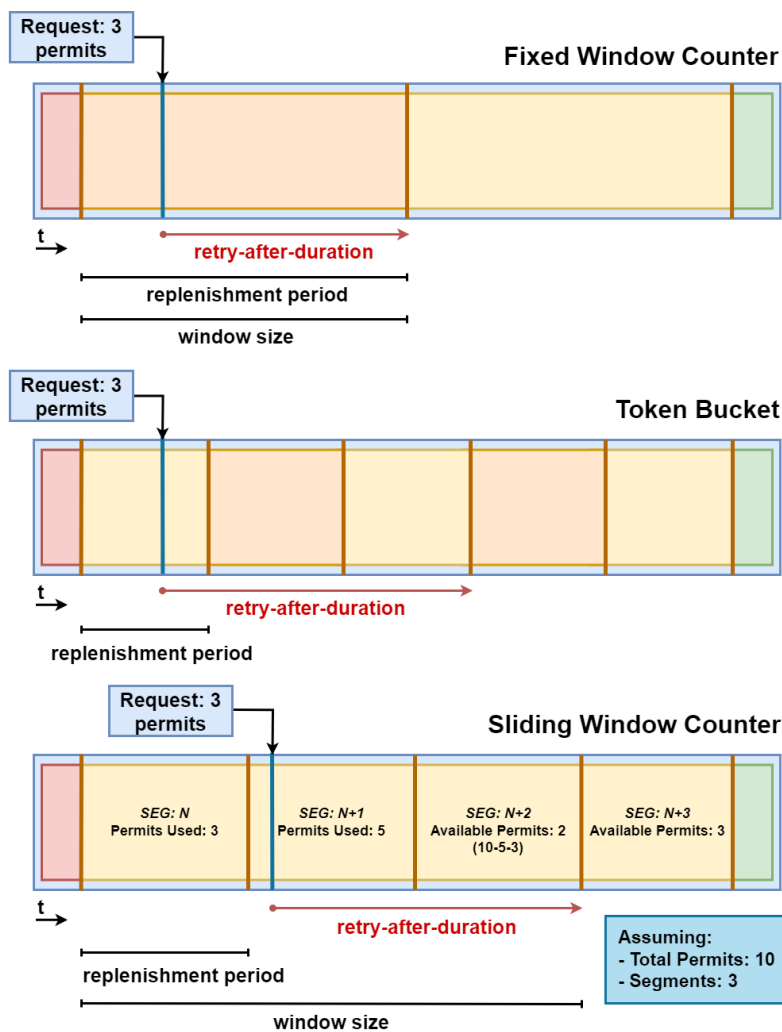 Request: 3
permits
Fixed Window Counter
t
retry-after-duration
replenishment period
window size
Request: 3
permits
Token Bucket
t
retry-after-duration
replenishment period
Request: 3
permits
Sliding Window Counter
SEG: N
Permits Used: 3
SEG: N+1
Permits Used: 5
SEG: N+2
Available Permits: 2
(10-5-3)
SEG: N+3
Available Permits: 3
t
retry-after-duration
replenishment period
window size
Assuming:
- Total Permits: 10
- Segments: 3